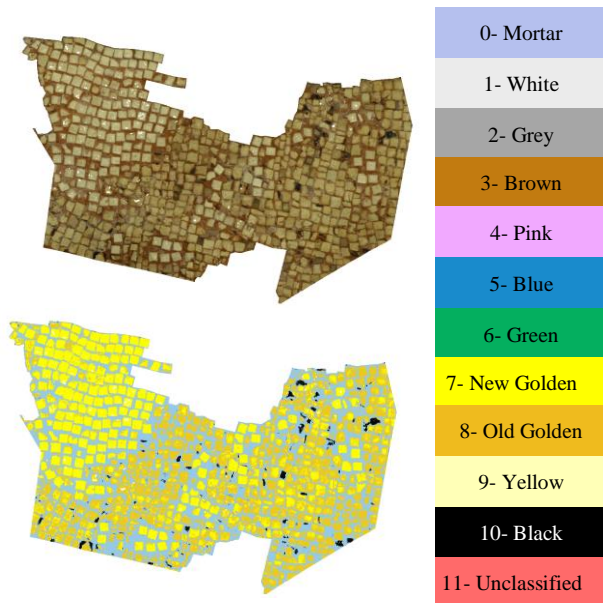 0- Mortar
1- White
2- Grey
3- Brown
4- Pink
5- Blue
6- Green
7- New Golden
8- Old Golden
9- Yellow
10- Black
11- Unclassified